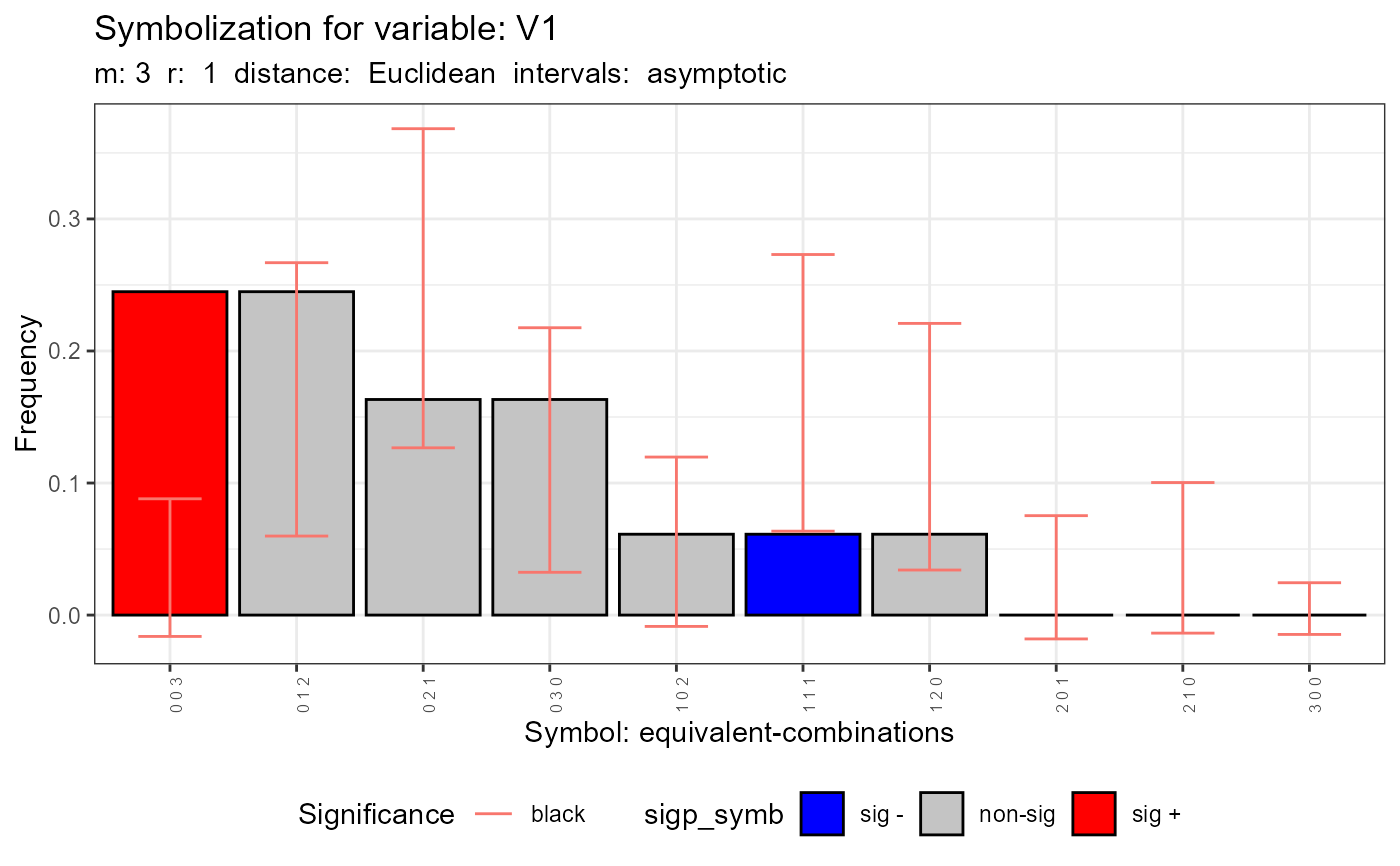 Symbolization for variable: V1
m: 3 r: 1 distance: Euclidean intervals: asymptotic
Frequency
0.3
0.2
0.1
0.0
0 0 3
0 1 2
0 2 1
0 3 0
1 0 2
1 1 1
1 2 0
2 0 1
2 1 0
3 0 0
Symbol: equivalent-combinations
Significance black sigp_symb sig - non-sig sig +